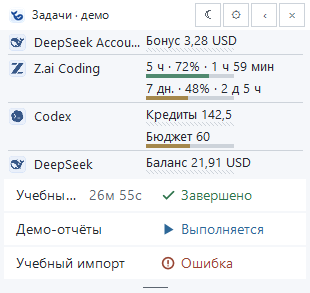 Задачи · демо
DeepSeek Accou... Бонус 3,28 USD
Z.ai Coding 5 ч · 72% · 1 ч 59 мин
7 дн. · 48% · 2 д 5 ч
Codex Кредиты 142,5
Бюджет 60
DeepSeek Баланс 21,91 USD
Учебны... 26м 55с Завершено
Демо-отчёты Выполняется
Учебный импорт Ошибка